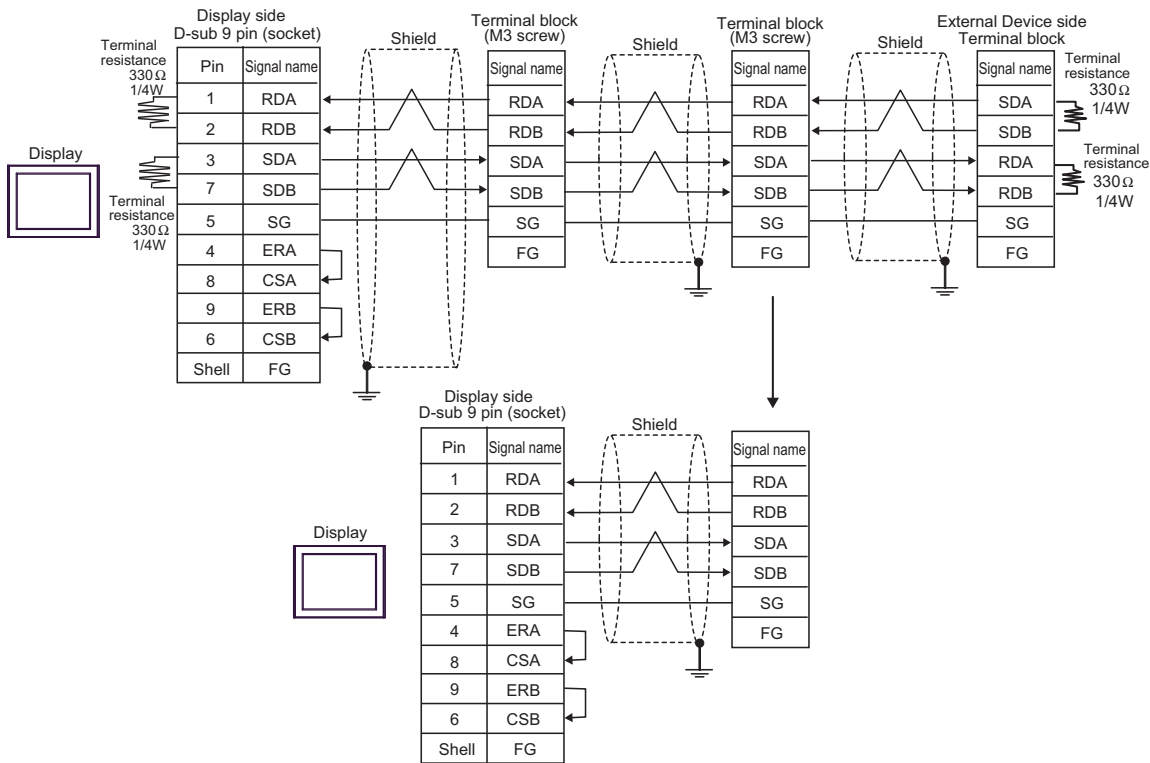 Display side
D-sub 9 pin (socket)
Terminal block
(M3 screw)
Terminal block
(M3 screw)
External Device side
Terminal block
Terminal
resistance
330Ω
1/4W
Shield
Shield
Shield
Terminal
resistance
330Ω
1/4W
Pin Signal name
1 RDA
2 RDB
3 SDA
7 SDB
5 SG
4 ERA
8 CSA
9 ERB
6 CSB
Shell FG
Display
Terminal
resistance
330Ω
1/4W
Signal name
RDA
RDB
SDA
SDB
SG
FG
Signal name
RDA
RDB
SDA
SDB
SG
FG
Signal name
SDA
SDB
RDA
RDB
SG
FG
Terminal
resistance
330Ω
1/4W
Display side
D-sub 9 pin (socket)
Shield
Pin Signal name
1 RDA
2 RDB
3 SDA
7 SDB
5 SG
4 ERA
8 CSA
9 ERB
6 CSB
Shell FG
Display
Signal name
RDA
RDB
SDA
SDB
SG
FG